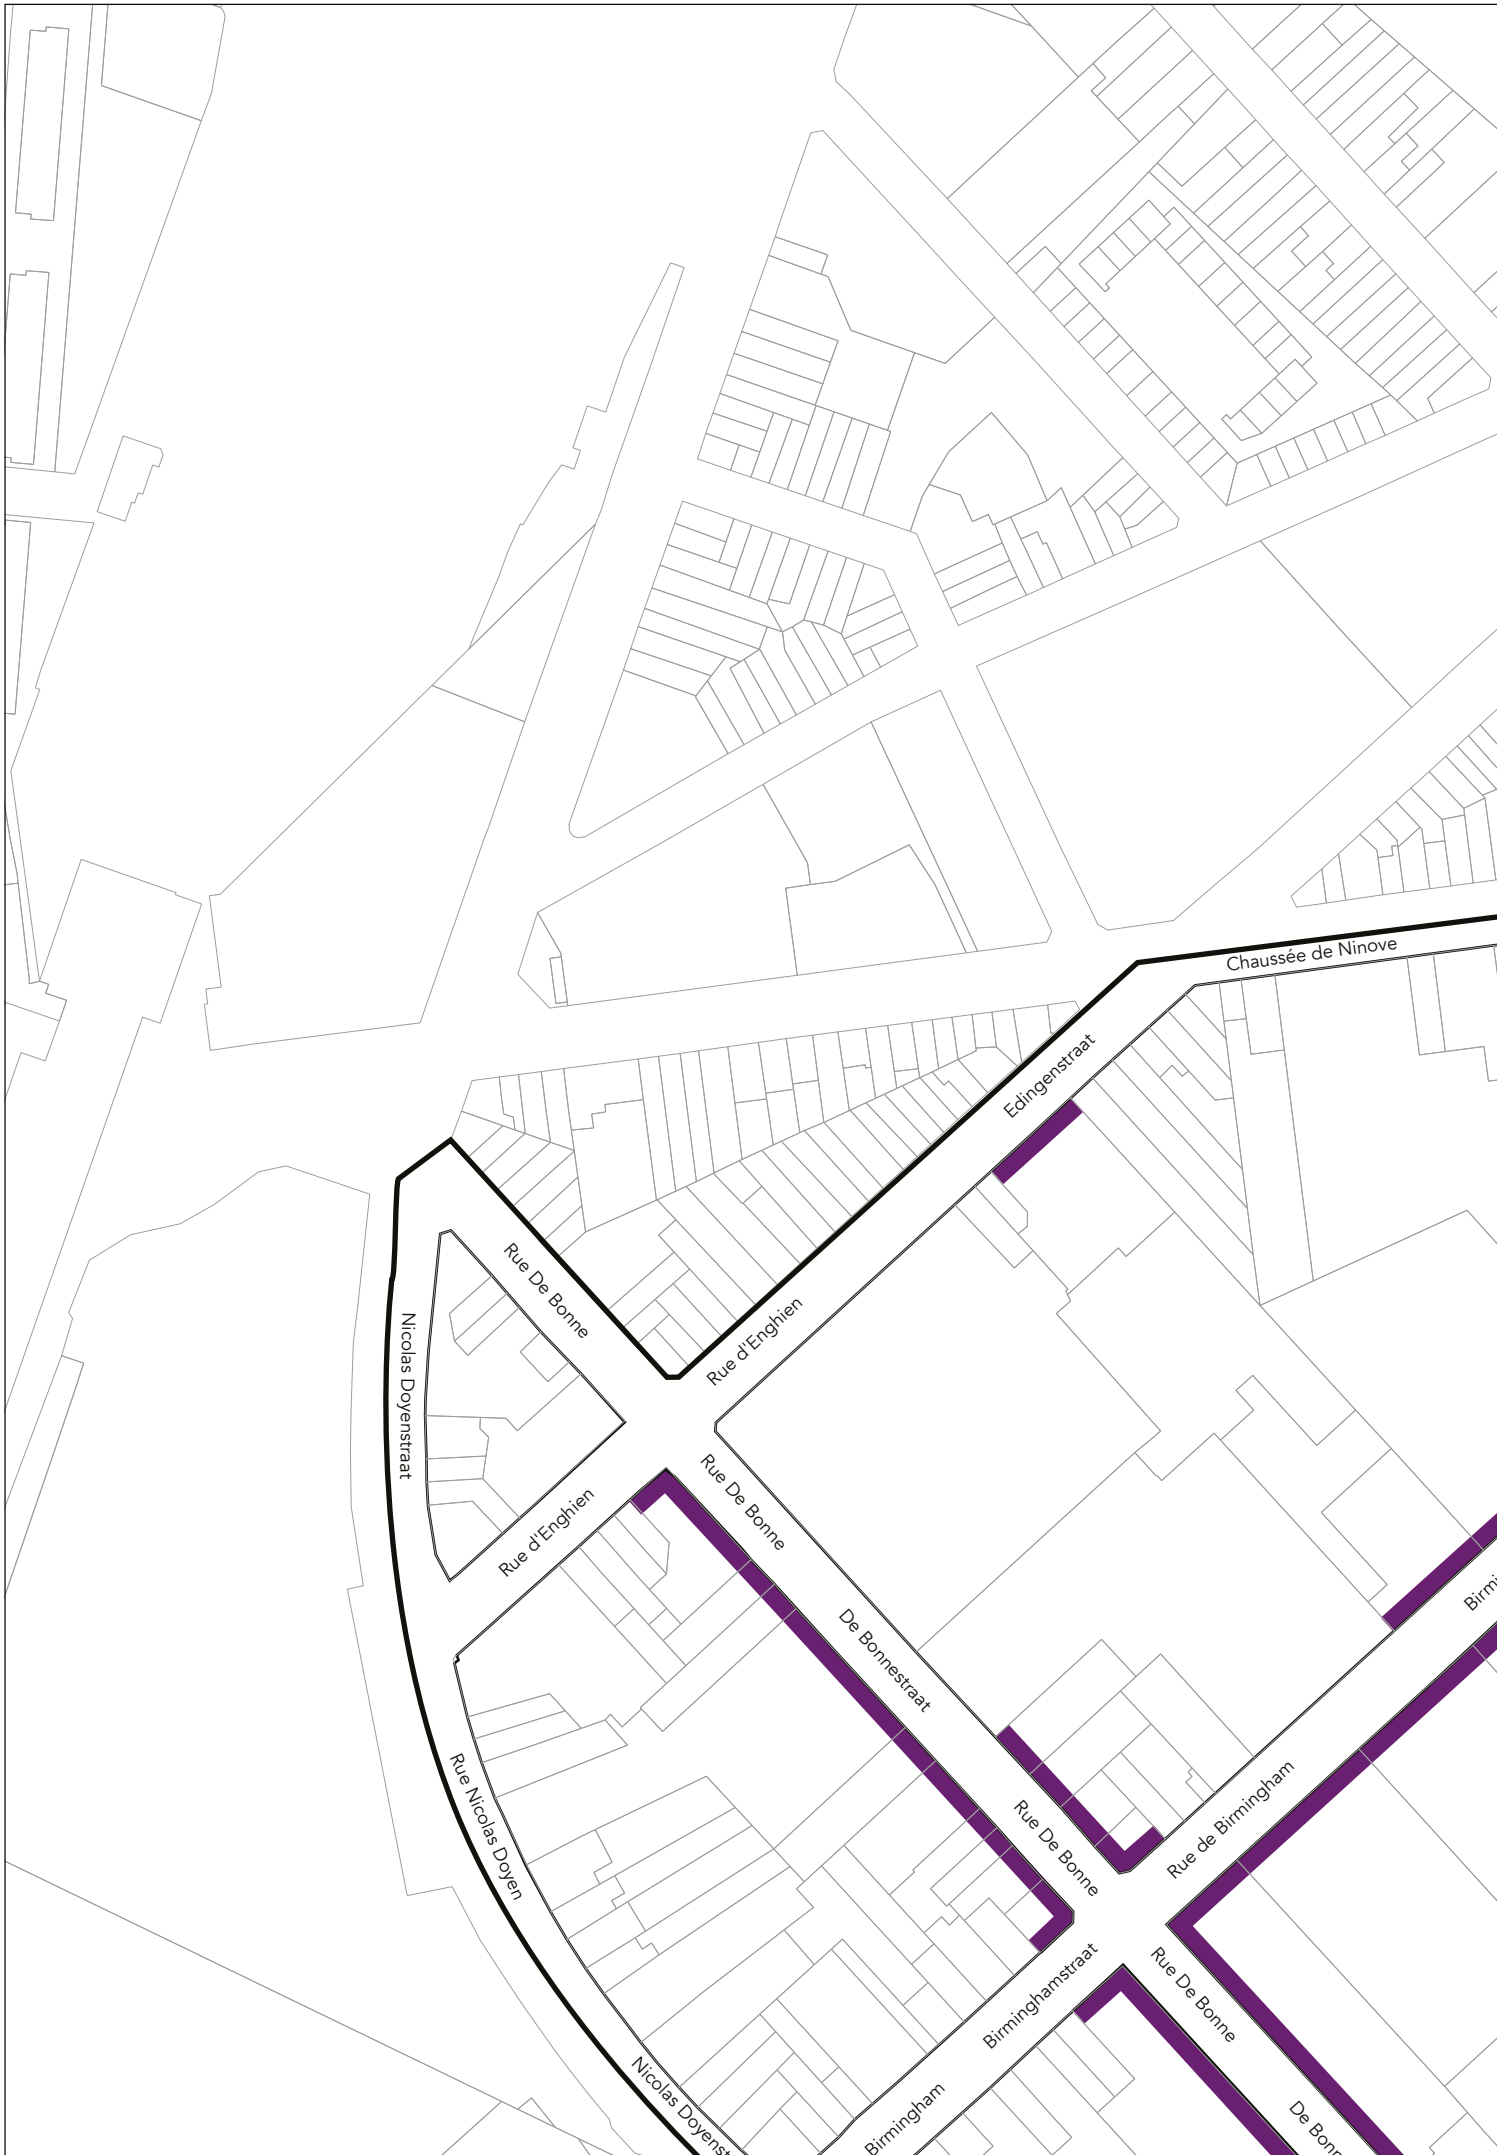 Chaussée de Ninove
Edingenstraat
Rue De Bonne
Rue d'Enghien
Nicolas Doyenstraat
Rue De Bonne
Rue d'Enghien
De Bonnestraat
Rue Nicolas Doyen
Rue De Bonne
Rue de Birmingham
Birminghamstraat
Rue De Bonne
Birmingham